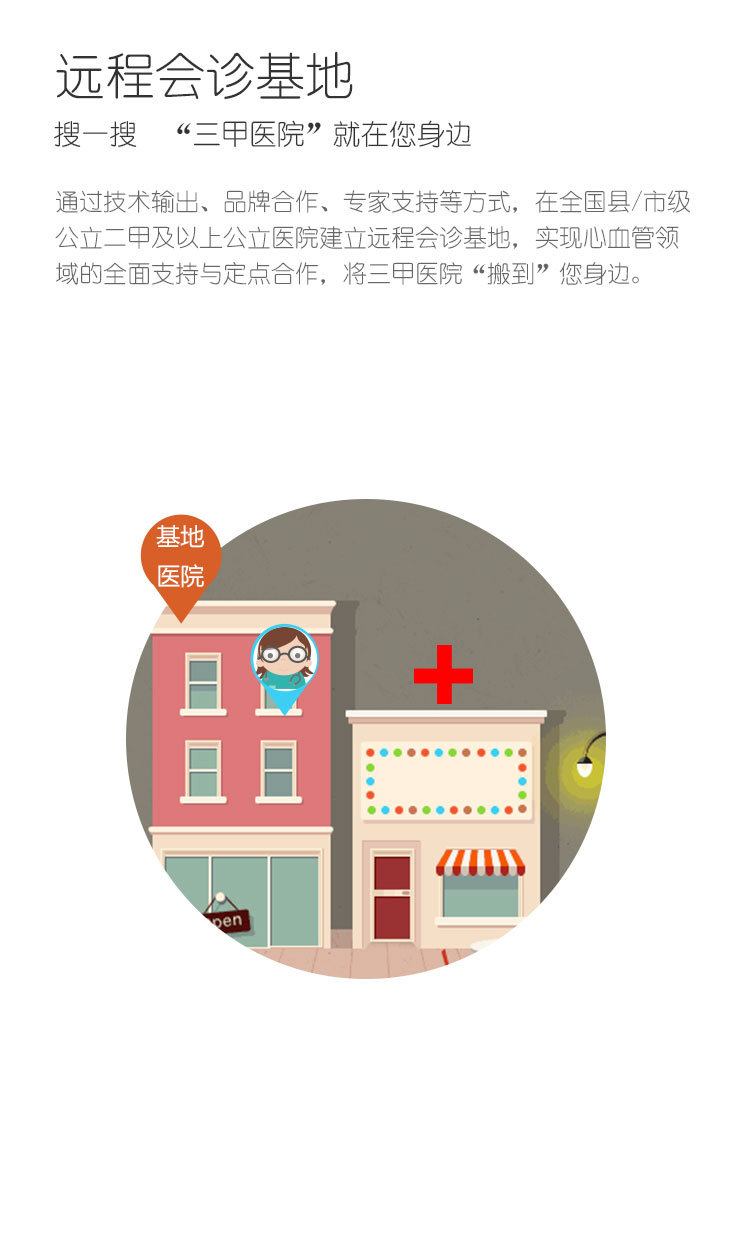 远程会诊基地
搜一搜 “三甲医院”就在您身边
通过技术输出、品牌合作、专家支持等方式，在全国县/市级
公立二甲及以上公立医院建立远程会诊基地，实现心血管领
域的全面支持与定点合作，将三甲医院“搬到”您身边。
基地
医院
pen